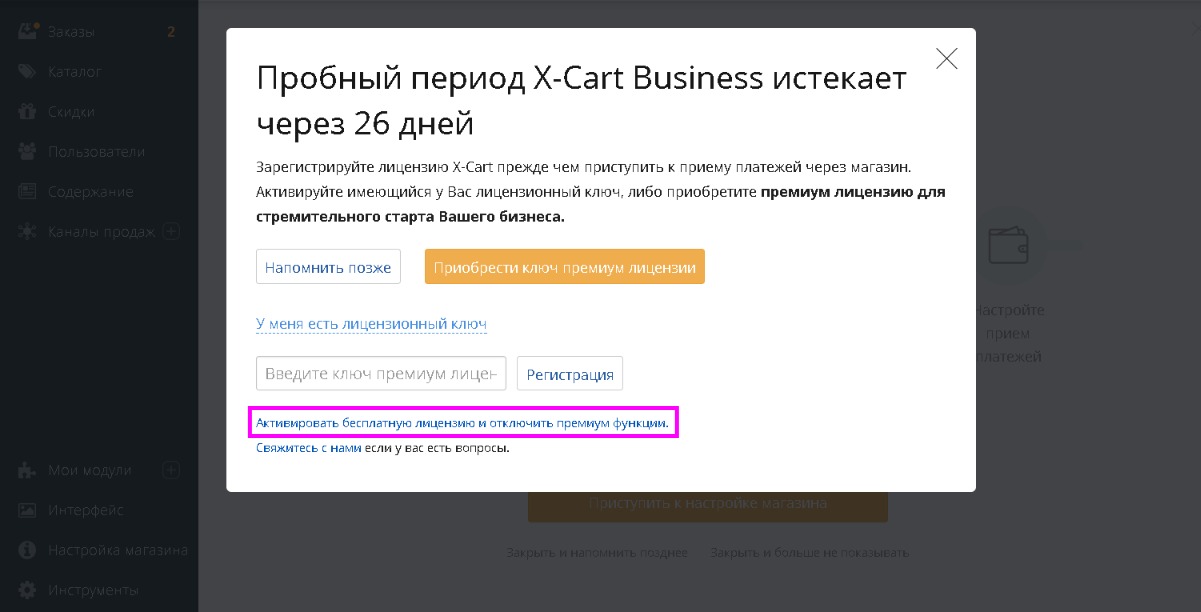 Заказы 2
Каталог
Скидки
Пользователи
Содержание
Каналы продаж
Мои модули
Интерфейс
Настройка магазина
Инструменты
Пробный период X-Cart Business истекает
через 26 дней
Зарегистрируйте лицензию X-Cart прежде чем приступить к приему платежей через магазин.
Активируйте имеющийся у Вас лицензионный ключ, либо приобретите премиум лицензию для
стремительного старта Вашего бизнеса.
Напомнить позже Приобрести ключ премиум лицензии
У меня есть лицензионный ключ
Введите ключ премиум лицен
Регистрация
Активировать бесплатную лицензию и отключить премиум функции.
Свяжитесь с нами если у вас есть вопросы.
прием
Приступить к настройке магазина
Закрыть и напомнить позднее Закрыть и больше не показывать